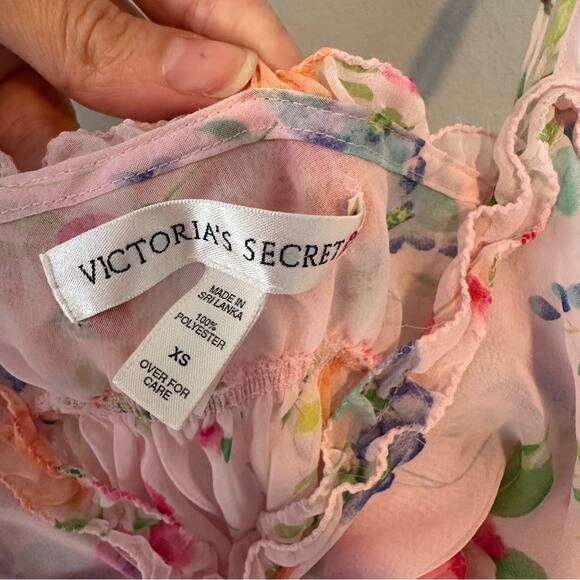 VICTORIA'S SECRET
MADE IN
SRI LANKA
100%
POLYESTER
XS
OVER FOR
CARE